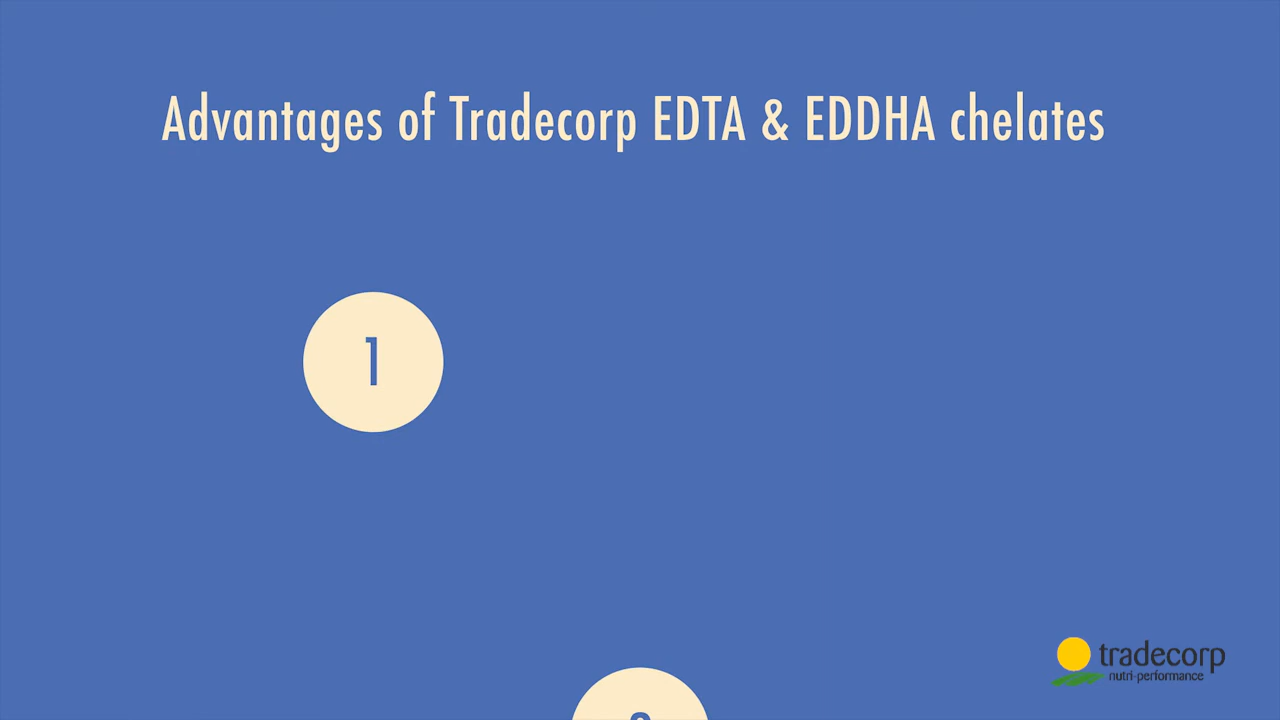 Advantages of Tradecorp EDTA & EDDHA chelates
1
tradecorp
nutri-performance